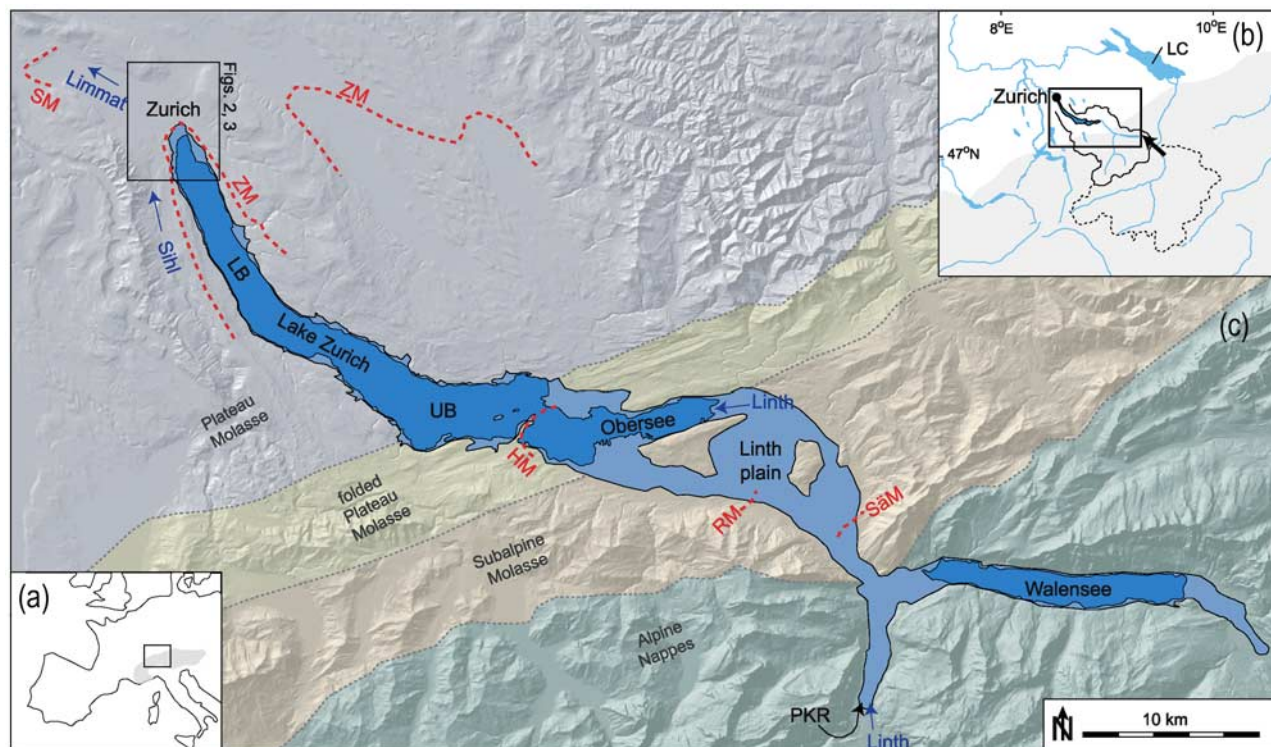 8°E
10°E
(b)
LC
Zurich
47°N
SM
Limmat
Zurich
Figs. 2, 3
ZM
ZM
Sihl
LB
Lake Zurich
(c)
Plateau
Molasse
UB
Obersee
Linth
HM
Linth
plain
folded
Plateau
Molasse
RM
SäM
Subalpine
Molasse
Walensee
(a)
Alpine
Nappes
PKR
Linth
N
10 km